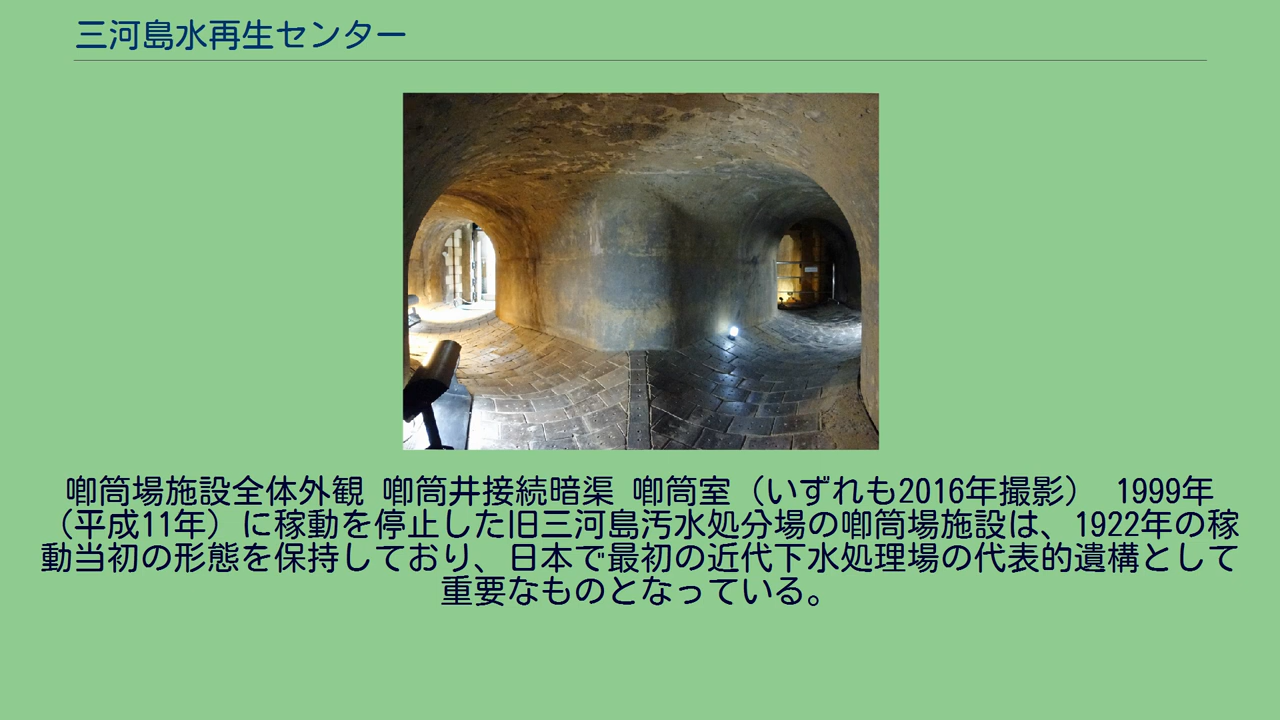 三河島水再生センター
喞筒場施設全体外観 喞筒井接続暗渠 喞筒室（いずれも2016年撮影） 1999年
（平成11年）に稼動を停止した旧三河島汚水処分場の喞筒場施設は、1922年の稼
動当初の形態を保持しており、日本で最初の近代下水処理場の代表的遺構として
重要なものとなっている。